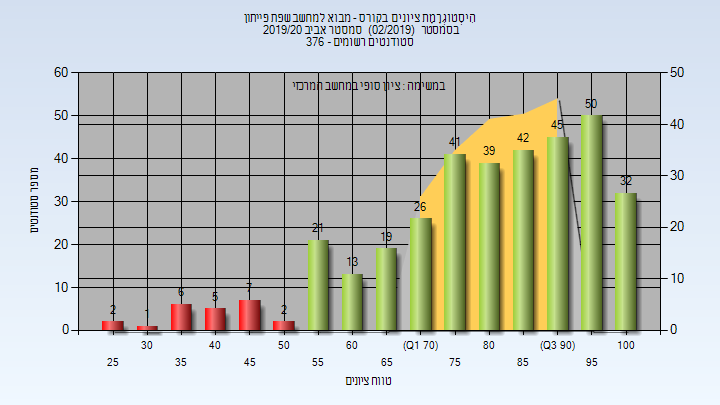 היסטוגרמת ציונים בקורס - מבוא למחשב שפת פייתון
בסמסטר (02/2019) סמסטר אביב 2019/20
סטודנטים רשומים - 376
במשימה : ציון סופי במחשב המרכזי
מספר סטודנטים
60 50 40 30 20 10 0
50 40 30 20 10 0
2 1 6 5 7 2 21 13 19 26 41 39 42 45 50 32
30 40 50 60 (Q1 70) 80 (Q3 90) 100
25 35 45 55 65 75 85 95
טווח ציונים